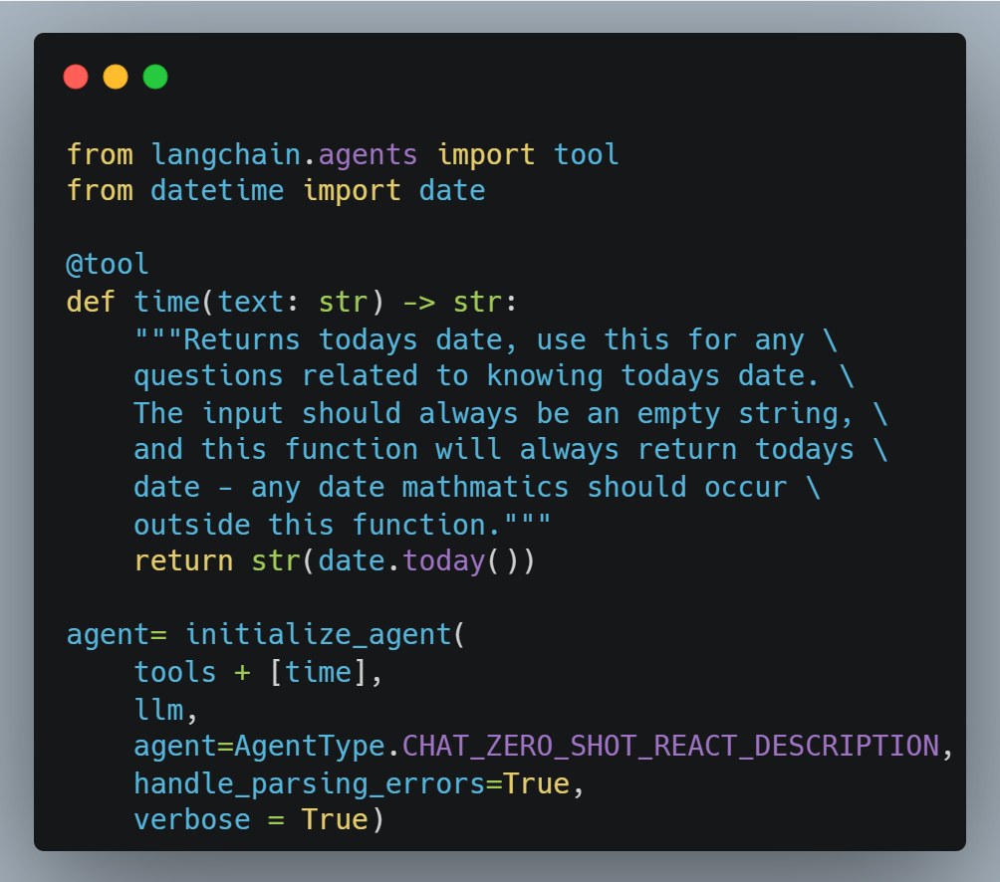 from langchain.agents import tool
from datetime import date
@tool
def time(text: str) -> str:
    """Returns todays date, use this for any \
    questions related to knowing todays date. \
    The input should always be an empty string, \
    and this function will always return todays \
    date - any date mathmatics should occur \
    outside this function."""
    return str(date.today())
agent= initialize_agent(
    tools + [time],
    llm,
    agent=AgentType.CHAT_ZERO_SHOT_REACT_DESCRIPTION,
    handle_parsing_errors=True,
    verbose = True)